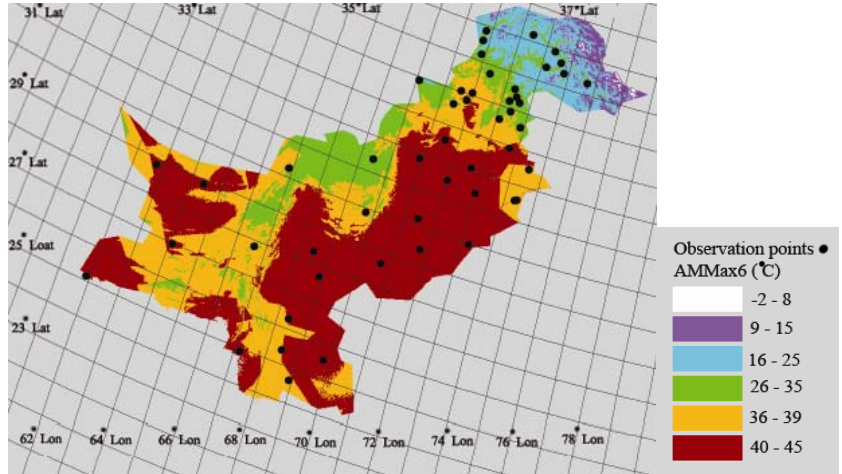 31° Lat
33° Lat
35° Lat
37° Lat
29° Lat
27° Lat
25° Loat
23° Lat
62° Lon
64° Lon
66° Lon
68° Lon
70° Lon
72° Lon
74° Lon
76° Lon
78° Lon
Observation points ●
AMMax6 (°C)
-2 - 8
9 - 15
16 - 25
26 - 35
36 - 39
40 - 45